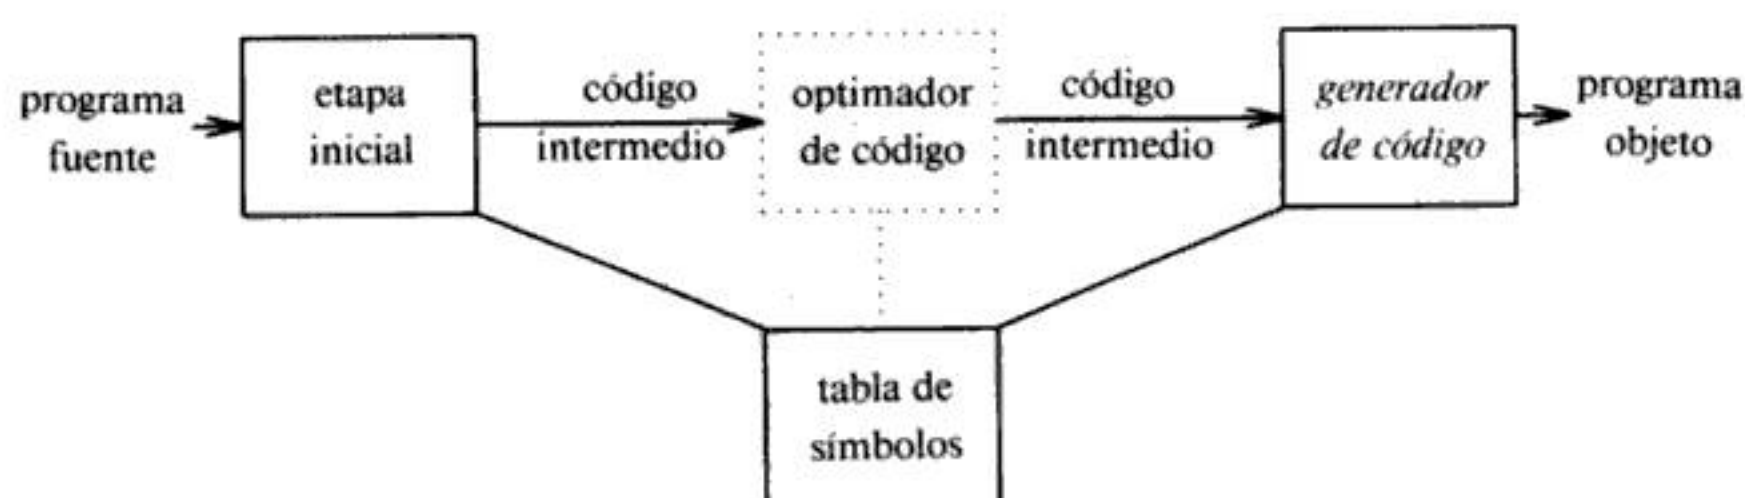 programa
fuente
etapa
inicial
código
intermedio
optimador
de código
código
intermedio
generador
de código
programa
objeto
tabla de
símbolos